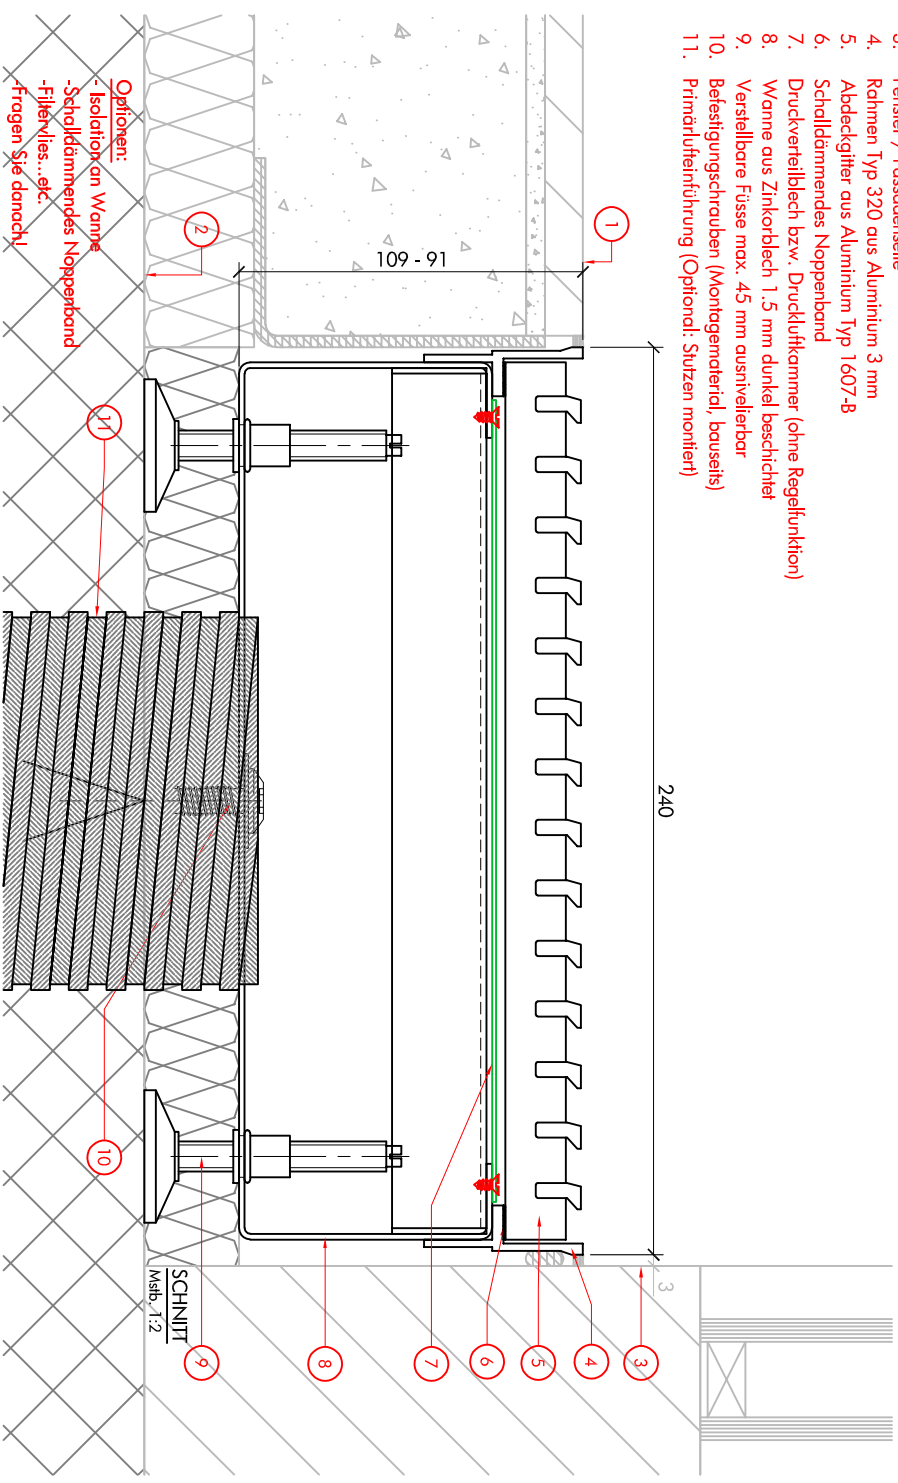 4. Rahmen Typ 320 aus Aluminium 3 mm
5. Abdeckgitter aus Aluminium Typ 1607-B
6. Schalldämmendes Noppenband
7. Druckverteilblech bzw. Druckluftkammer (ohne Regelfunktion)
8. Wanne aus Zinkorblech 1.5 mm dunkel beschichtet
9. Verstellbare Füsse max. 45 mm ausnivelierbar
10. Befestigungschrauben (Montagematerial, bauseits)
11. Primärlufteinführung (Optional: Stutzen montiert)
1
109 - 91
2
240
3
Optionen:
- Isolation an Wanne
-Schalldämmendes Noppenband
-Filtervlies...etc.
-Fragen Sie danach!
11
10
3
4
5
6
7
8
9
SCHNITT
Mstb. 1:2